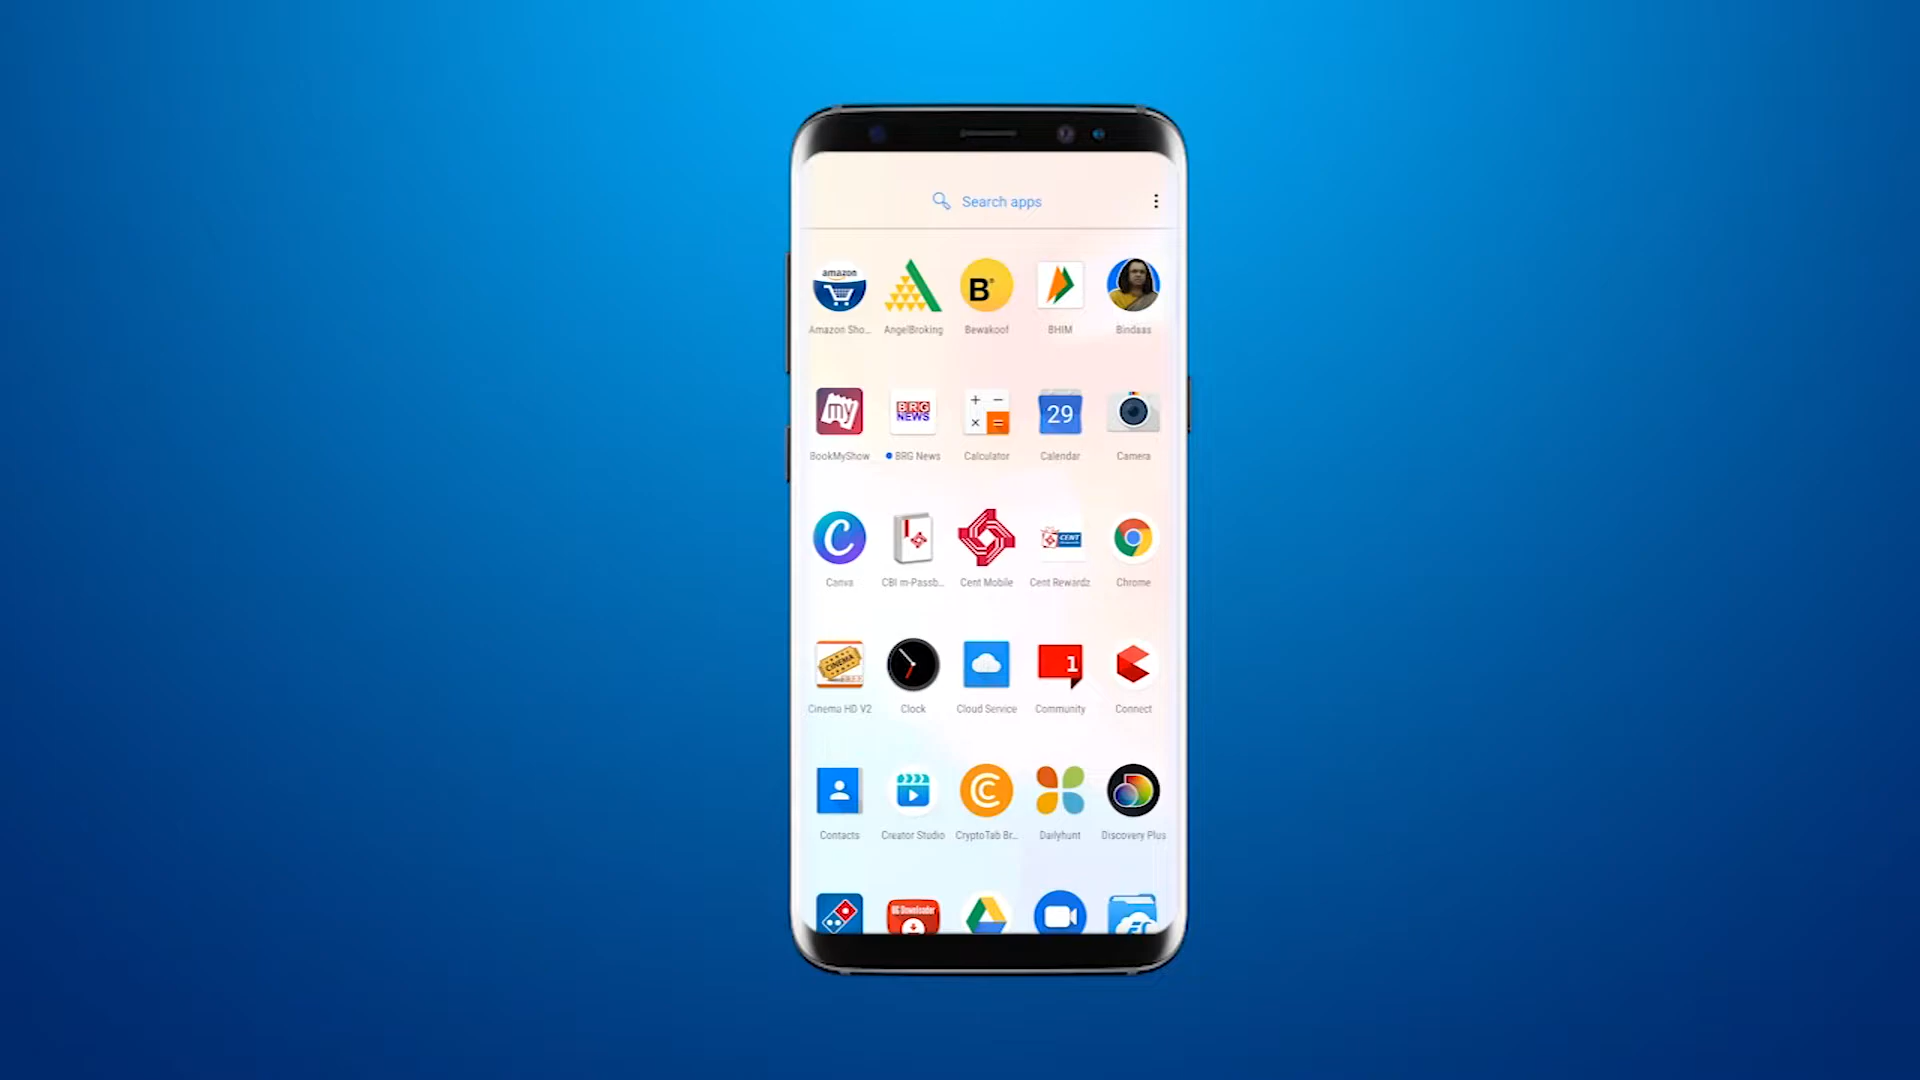 Search apps
amazon
B
Amazon Sho...
AngelBroking
Bewakoof
BHIM
Bindaas
my
BRG
NEWS
+ −
× =
29
BookMyShow
BRG News
Calculator
Calendar
Camera
C
CENT
Canva
CBI m-Passb...
Cent Mobile
Cent Rewardz
Chrome
CINEMA
1
Cinema HD V2
Clock
Cloud Service
Community
Connect
Contacts
Creator Studio
CryptoTab Br...
Dailyhunt
Discovery Plus
Downloader